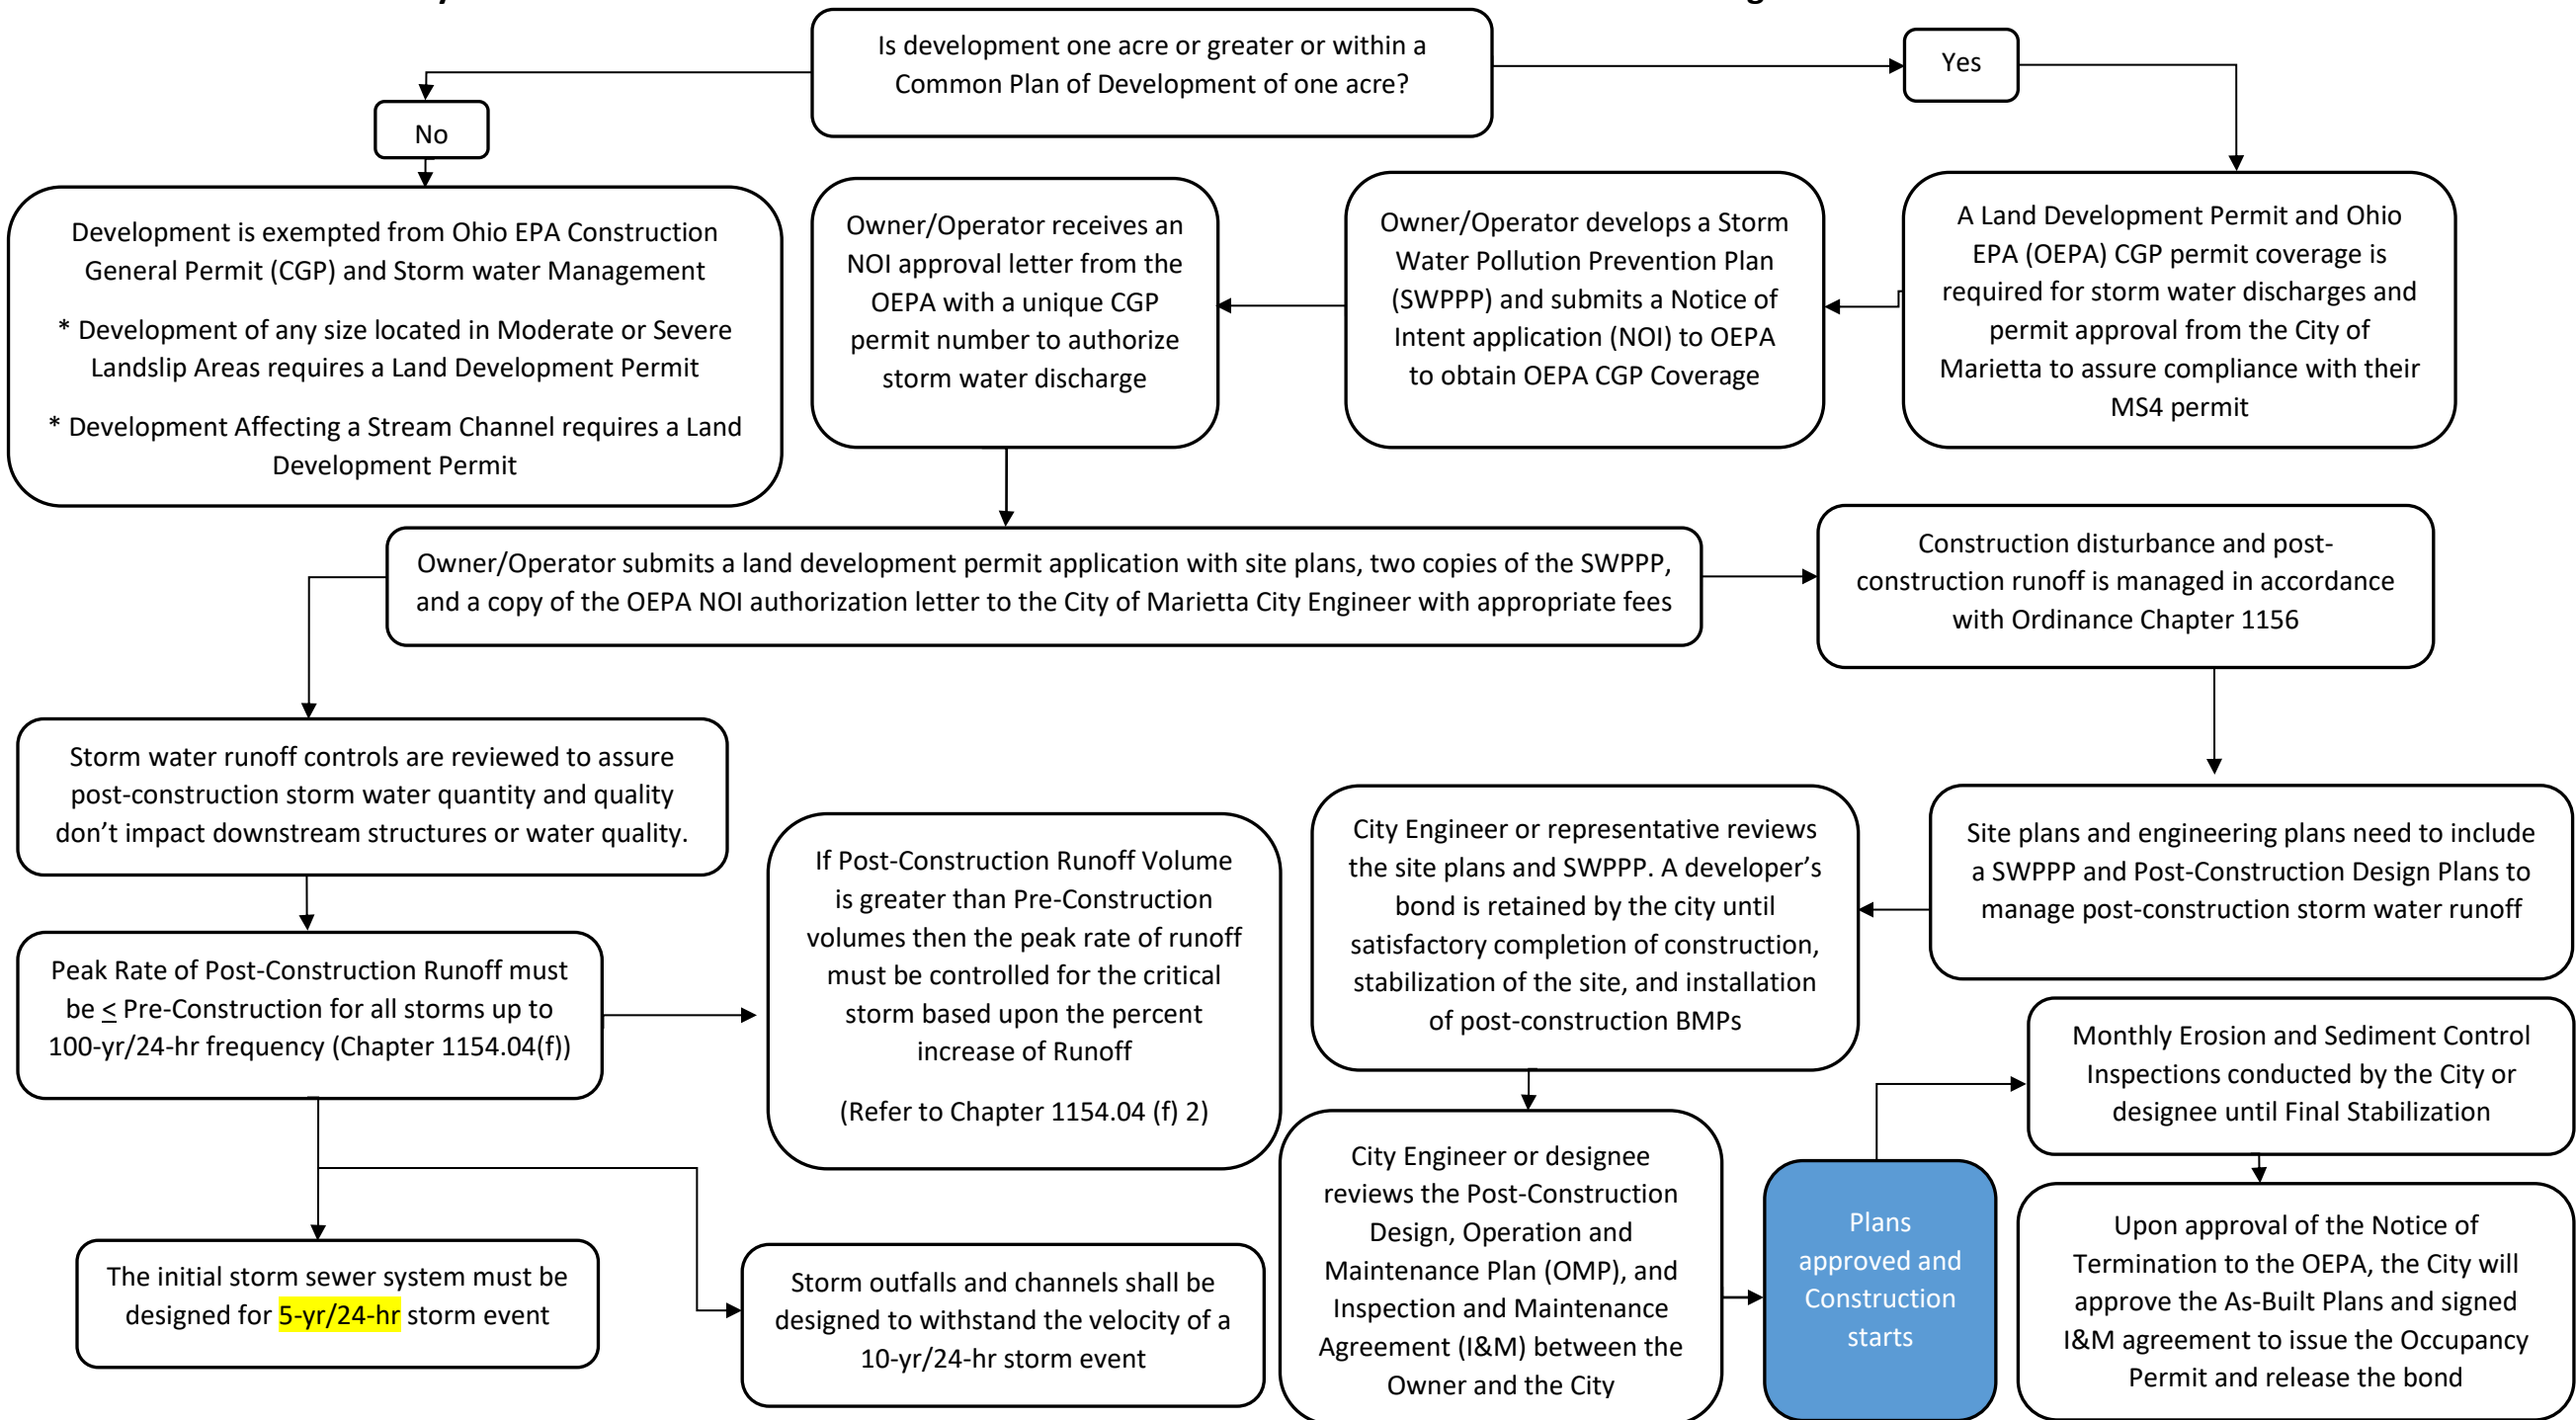 Is development one acre or greater or within a
Common Plan of Development of one acre?
Yes
No
Development is exempted from Ohio EPA Construction
General Permit (CGP) and Storm water Management
* Development of any size located in Moderate or Severe
Landslip Areas requires a Land Development Permit
* Development Affecting a Stream Channel requires a Land
Development Permit
Owner/Operator receives an
NOI approval letter from the
OEPA with a unique CGP
permit number to authorize
storm water discharge
Owner/Operator develops a Storm
Water Pollution Prevention Plan
(SWPPP) and submits a Notice of
Intent application (NOI) to OEPA
to obtain OEPA CGP Coverage
A Land Development Permit and Ohio
EPA (OEPA) CGP permit coverage is
required for storm water discharges and
permit approval from the City of
Marietta to assure compliance with their
MS4 permit
Owner/Operator submits a land development permit application with site plans, two copies of the SWPPP,
and a copy of the OEPA NOI authorization letter to the City of Marietta City Engineer with appropriate fees
Construction disturbance and post-
construction runoff is managed in accordance
with Ordinance Chapter 1156
Storm water runoff controls are reviewed to assure
post-construction storm water quantity and quality
don’t impact downstream structures or water quality.
If Post-Construction Runoff Volume
is greater than Pre-Construction
volumes then the peak rate of runoff
must be controlled for the critical
storm based upon the percent
increase of Runoff
(Refer to Chapter 1154.04 (f) 2)
City Engineer or representative reviews
the site plans and SWPPP. A developer’s
bond is retained by the city until
satisfactory completion of construction,
stabilization of the site, and installation
of post-construction BMPs
Site plans and engineering plans need to include
a SWPPP and Post-Construction Design Plans to
manage post-construction storm water runoff
Peak Rate of Post-Construction Runoff must
be ≤ Pre-Construction for all storms up to
100-yr/24-hr frequency (Chapter 1154.04(f))
Monthly Erosion and Sediment Control
Inspections conducted by the City or
designee until Final Stabilization
City Engineer or designee
reviews the Post-Construction
Design, Operation and
Maintenance Plan (OMP), and
Inspection and Maintenance
Agreement (I&M) between the
Owner and the City
Plans
approved and
Construction
starts
Upon approval of the Notice of
Termination to the OEPA, the City will
approve the As-Built Plans and signed
I&M agreement to issue the Occupancy
Permit and release the bond
The initial storm sewer system must be
designed for 5-yr/24-hr storm event
Storm outfalls and channels shall be
designed to withstand the velocity of a
10-yr/24-hr storm event